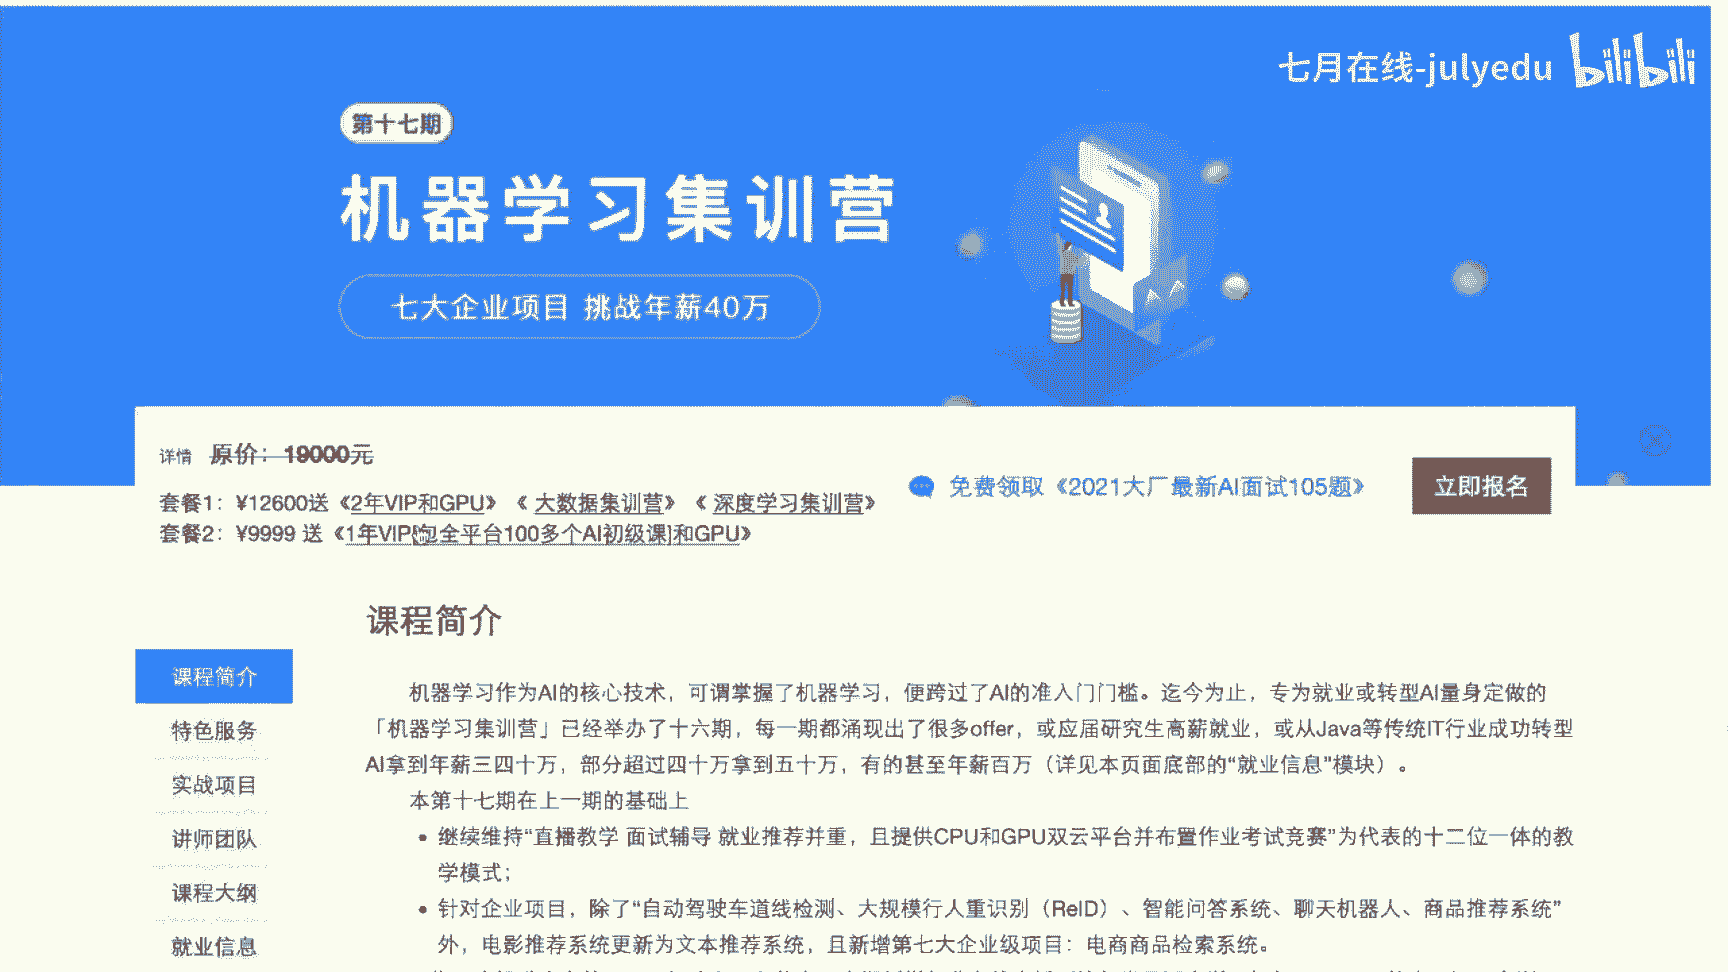 七月在线-julyedu bilibili
第十七期
机器学习集训营
七大企业项目 挑战年薪40万
详情 原价：19000元
套餐1：¥12600送《2年VIP和GPU》《 大数据集训营》《 深度学习集训营》
套餐2：¥9999 送《1年VIP[包全平台100多个AI初级课]和GPU》
免费领取《2021大厂最新AI面试105题》
立即报名
课程简介
课程简介
特色服务
实战项目
讲师团队
课程大纲
就业信息
机器学习作为AI的核心技术，可谓掌握了机器学习，便跨过了AI的准入门门槛。迄今为止，专为就业或转型AI量身定做的
「机器学习集训营」已经举办了十六期，每一期都涌现出了很多offer，或应届研究生高薪就业，或从Java等传统IT行业成功转型
AI拿到年薪三四十万，部分超过四十万拿到五十万，有的甚至年薪百万（详见本页面底部的“就业信息”模块）。
本第十七期在上一期的基础上
• 继续维持“直播教学 面试辅导 就业推荐并重，且提供CPU和GPU双云平台并布置作业考试竞赛”为代表的十二位一体的教
学模式；
• 针对企业项目，除了“自动驾驶车道线检测、大规模行人重识别（ReID）、智能问答系统、聊天机器人、商品推荐系统”
外，电影推荐系统更新为文本推荐系统，且新增第七大企业级项目：电商商品检索系统。